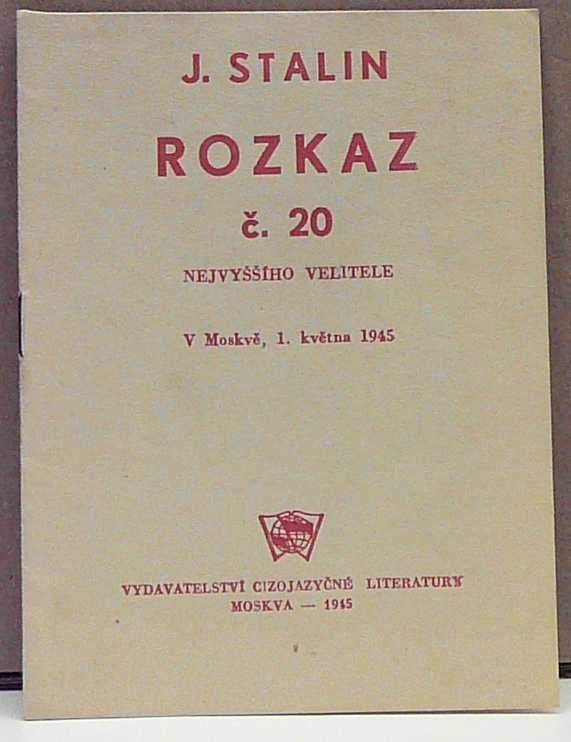 J. STALIN
ROZKAZ
č. 20
NEJVYŠŠÍHO VELITELE
V Moskvě, 1. května 1945
VYDAVATELSTVÍ CIZOJAZYČNÉ LITERATURY
MOSKVA — 1945